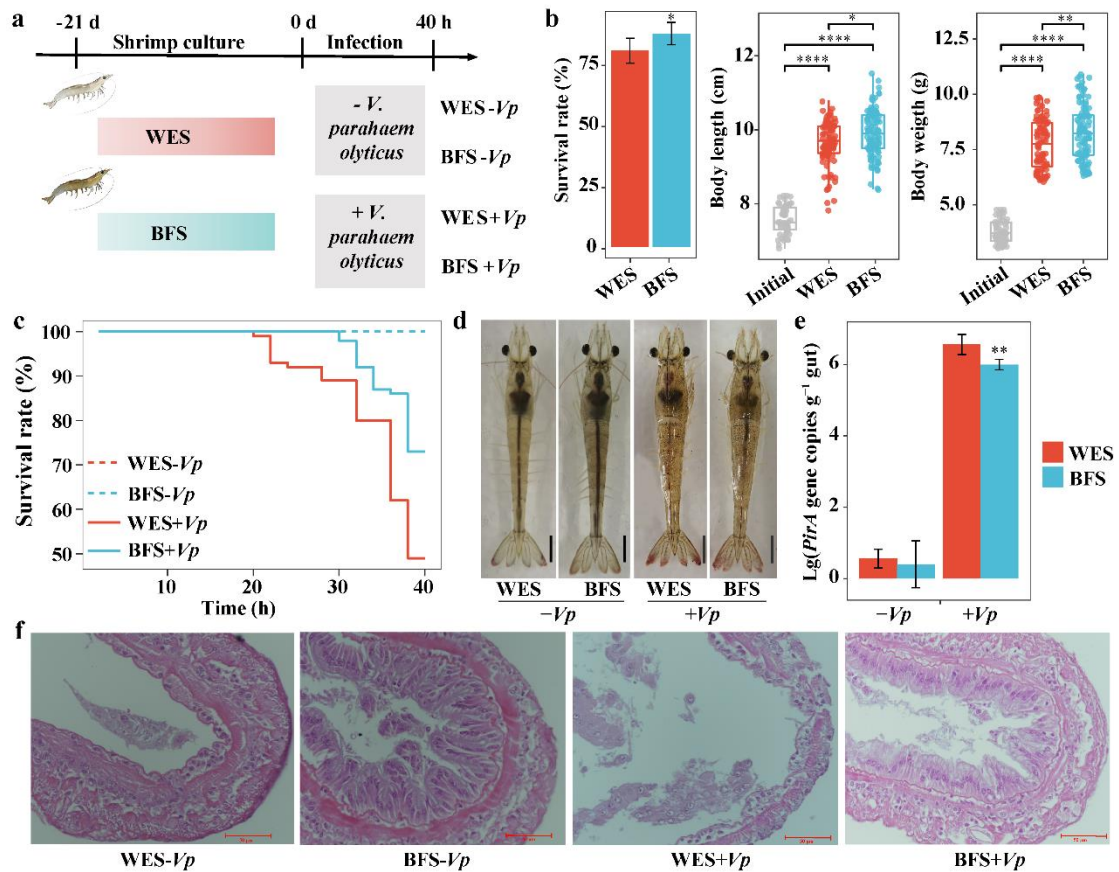 a
-21 d
0 d
40 h
Shrimp culture
Infection
WES
BFS
- V.
parahaem
olyticus
+ V.
parahaem
olyticus
WES-Vp
BFS-Vp
WES+Vp
BFS+Vp
b
Survival rate (%)
75
50
25
0
*
WES
BFS
Body length (cm)
12
10
8
*
****
****
Initial
WES
BFS
Body weigth (g)
12.5
10.0
7.5
5.0
**
****
****
Initial
WES
BFS
c
Survival rate (%)
100
90
80
70
60
50
WES-Vp
BFS-Vp
WES+Vp
BFS+Vp
10
20
30
40
Time (h)
d
WES
BFS
WES
BFS
−Vp
+Vp
e
Lg(PirA gene copies g⁻¹ gut)
6
4
2
0
**
−Vp
+Vp
WES
BFS
f
WES-Vp
BFS-Vp
WES+Vp
BFS+Vp